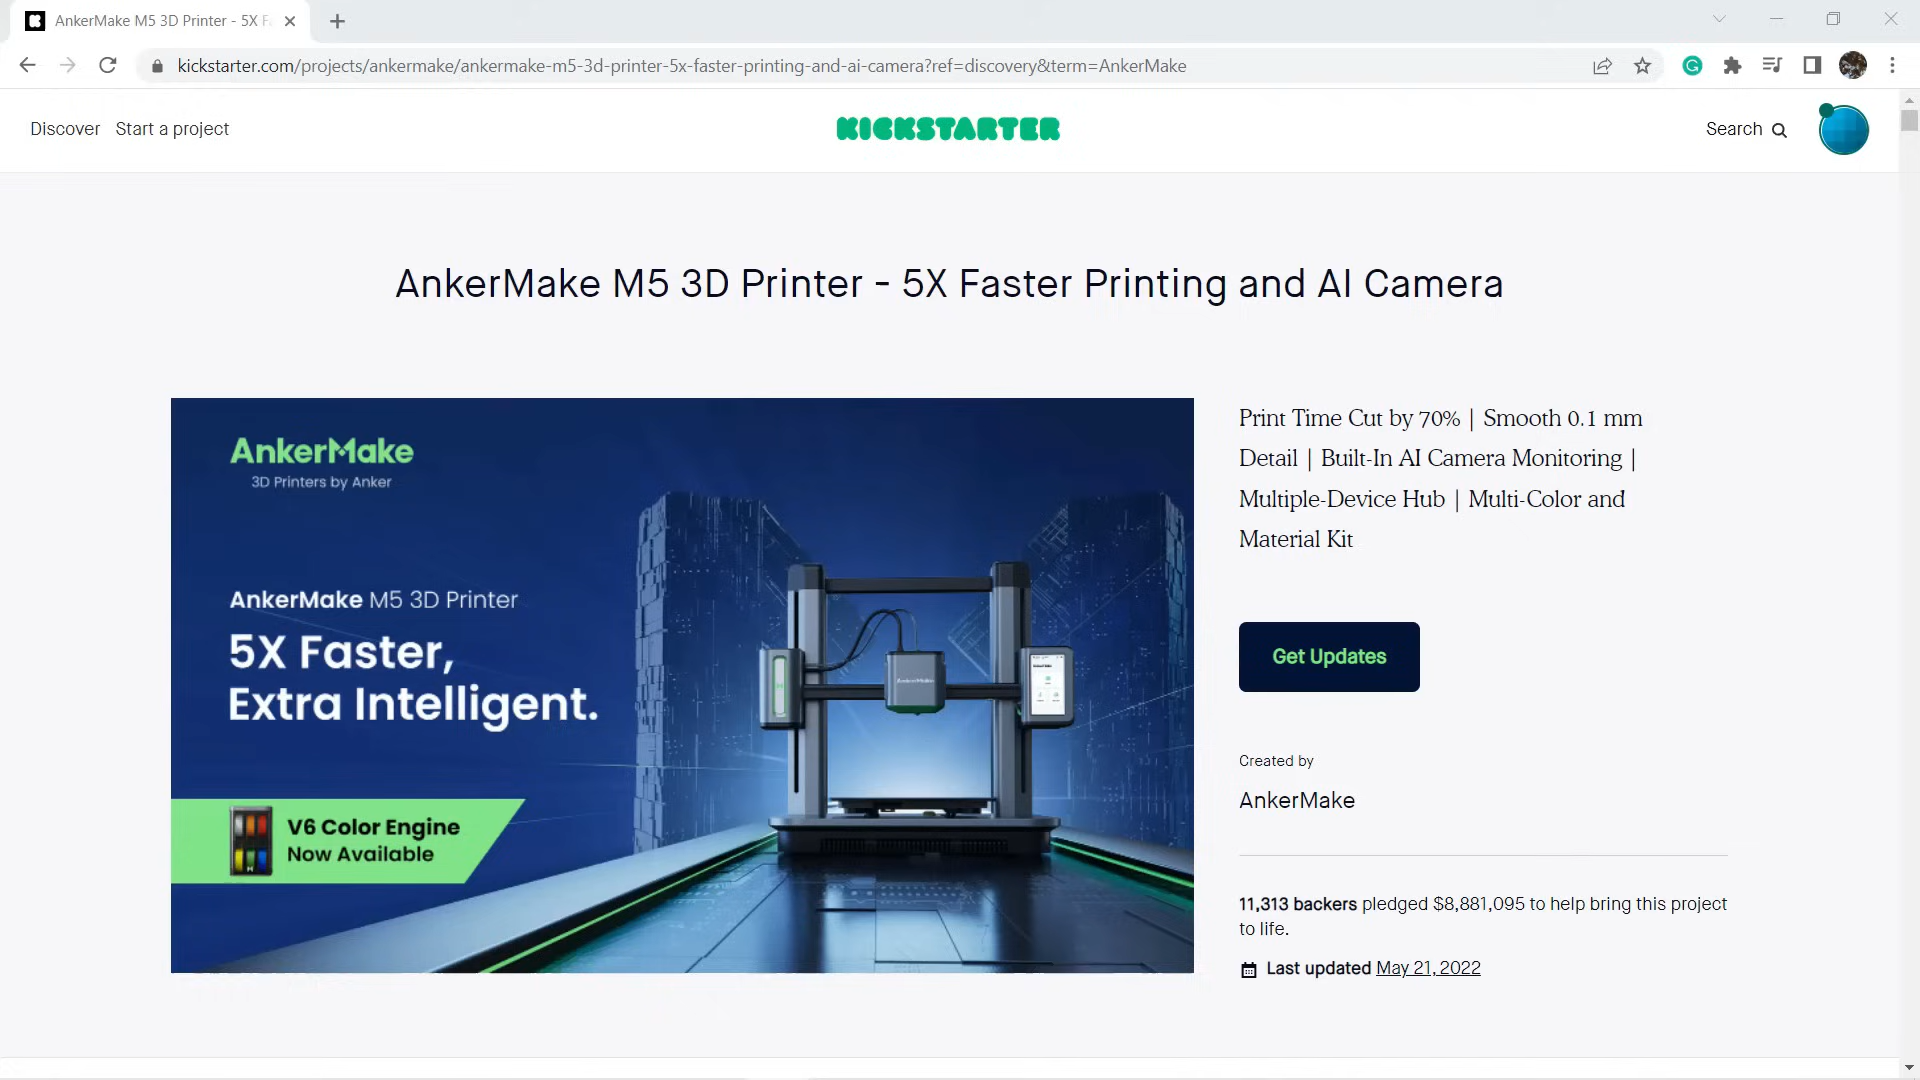 AnkerMake M5 3D Printer - 5X F
kickstarter.com/projects/ankermake/ankermake-m5-3d-printer-5x-faster-printing-and-ai-camera?ref=discovery&term=AnkerMake
Discover Start a project
KICKSTARTER
Search
AnkerMake M5 3D Printer - 5X Faster Printing and AI Camera
AnkerMake
3D Printers by Anker
AnkerMake M5 3D Printer
5X Faster,
Extra Intelligent.
AnkerMake
V6 Color Engine
Now Available
Print Time Cut by 70% | Smooth 0.1 mm
Detail | Built-In AI Camera Monitoring |
Multiple-Device Hub | Multi-Color and
Material Kit
Get Updates
Created by
AnkerMake
11,313 backers pledged $8,881,095 to help bring this project
to life.
Last updated May 21, 2022